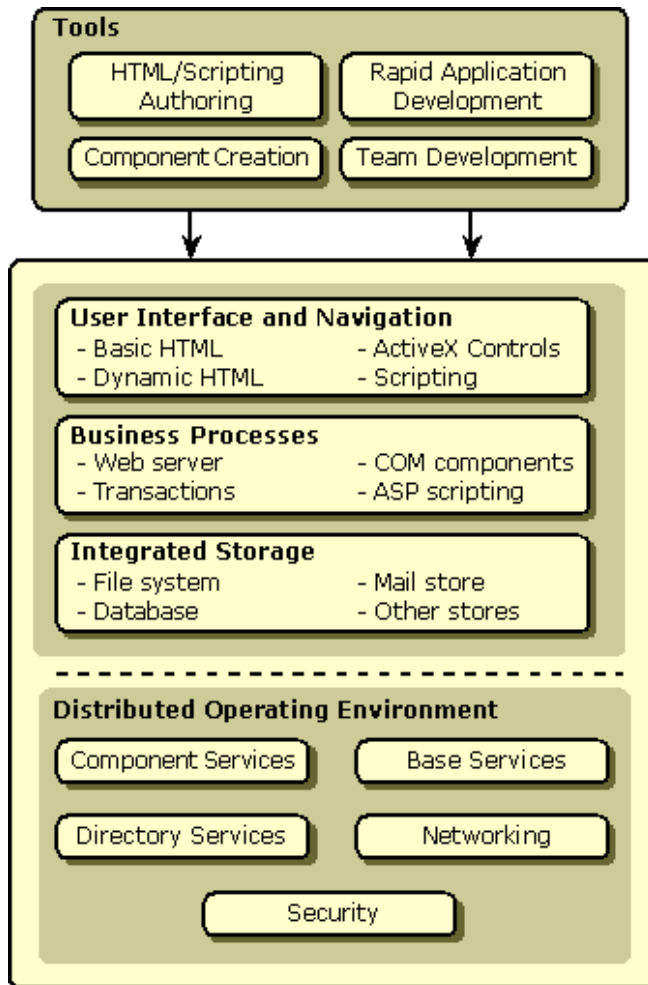 Tools
HTML/Scripting
Authoring
Rapid Application
Development
Component Creation
Team Development
User Interface and Navigation
- Basic HTML
- ActiveX Controls
- Dynamic HTML
- Scripting
Business Processes
- Web server
- COM components
- Transactions
- ASP scripting
Integrated Storage
- File system
- Mail store
- Database
- Other stores
Distributed Operating Environment
Component Services
Base Services
Directory Services
Networking
Security